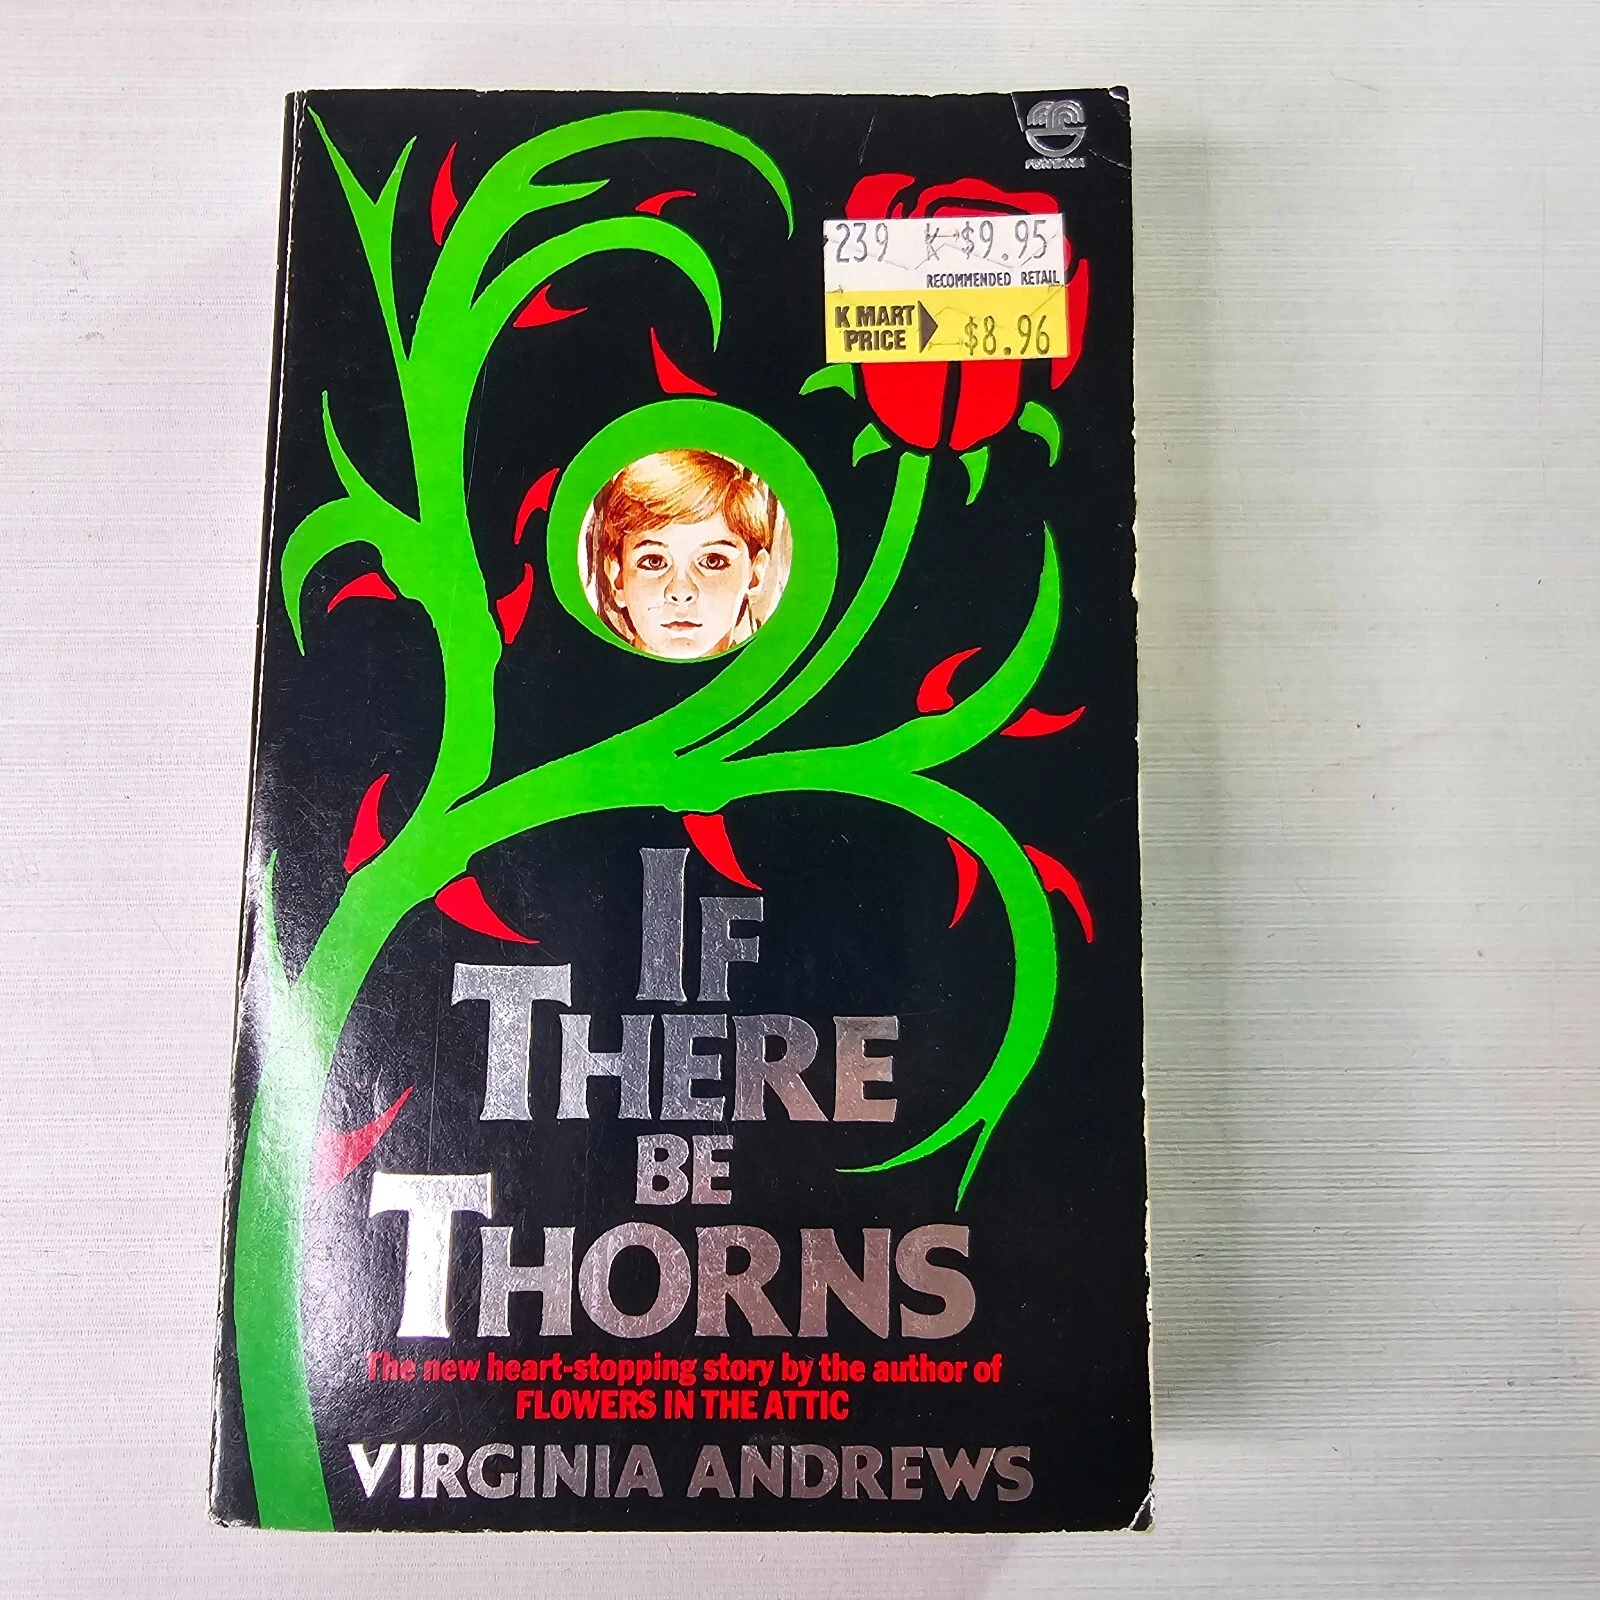 FONTANA
239 K $9.95
RECOMMENDED RETAIL
K MART
PRICE $8.96
IF
THERE
BE
THORNS
The new heart-stopping story by the author of
FLOWERS IN THE ATTIC
VIRGINIA ANDREWS